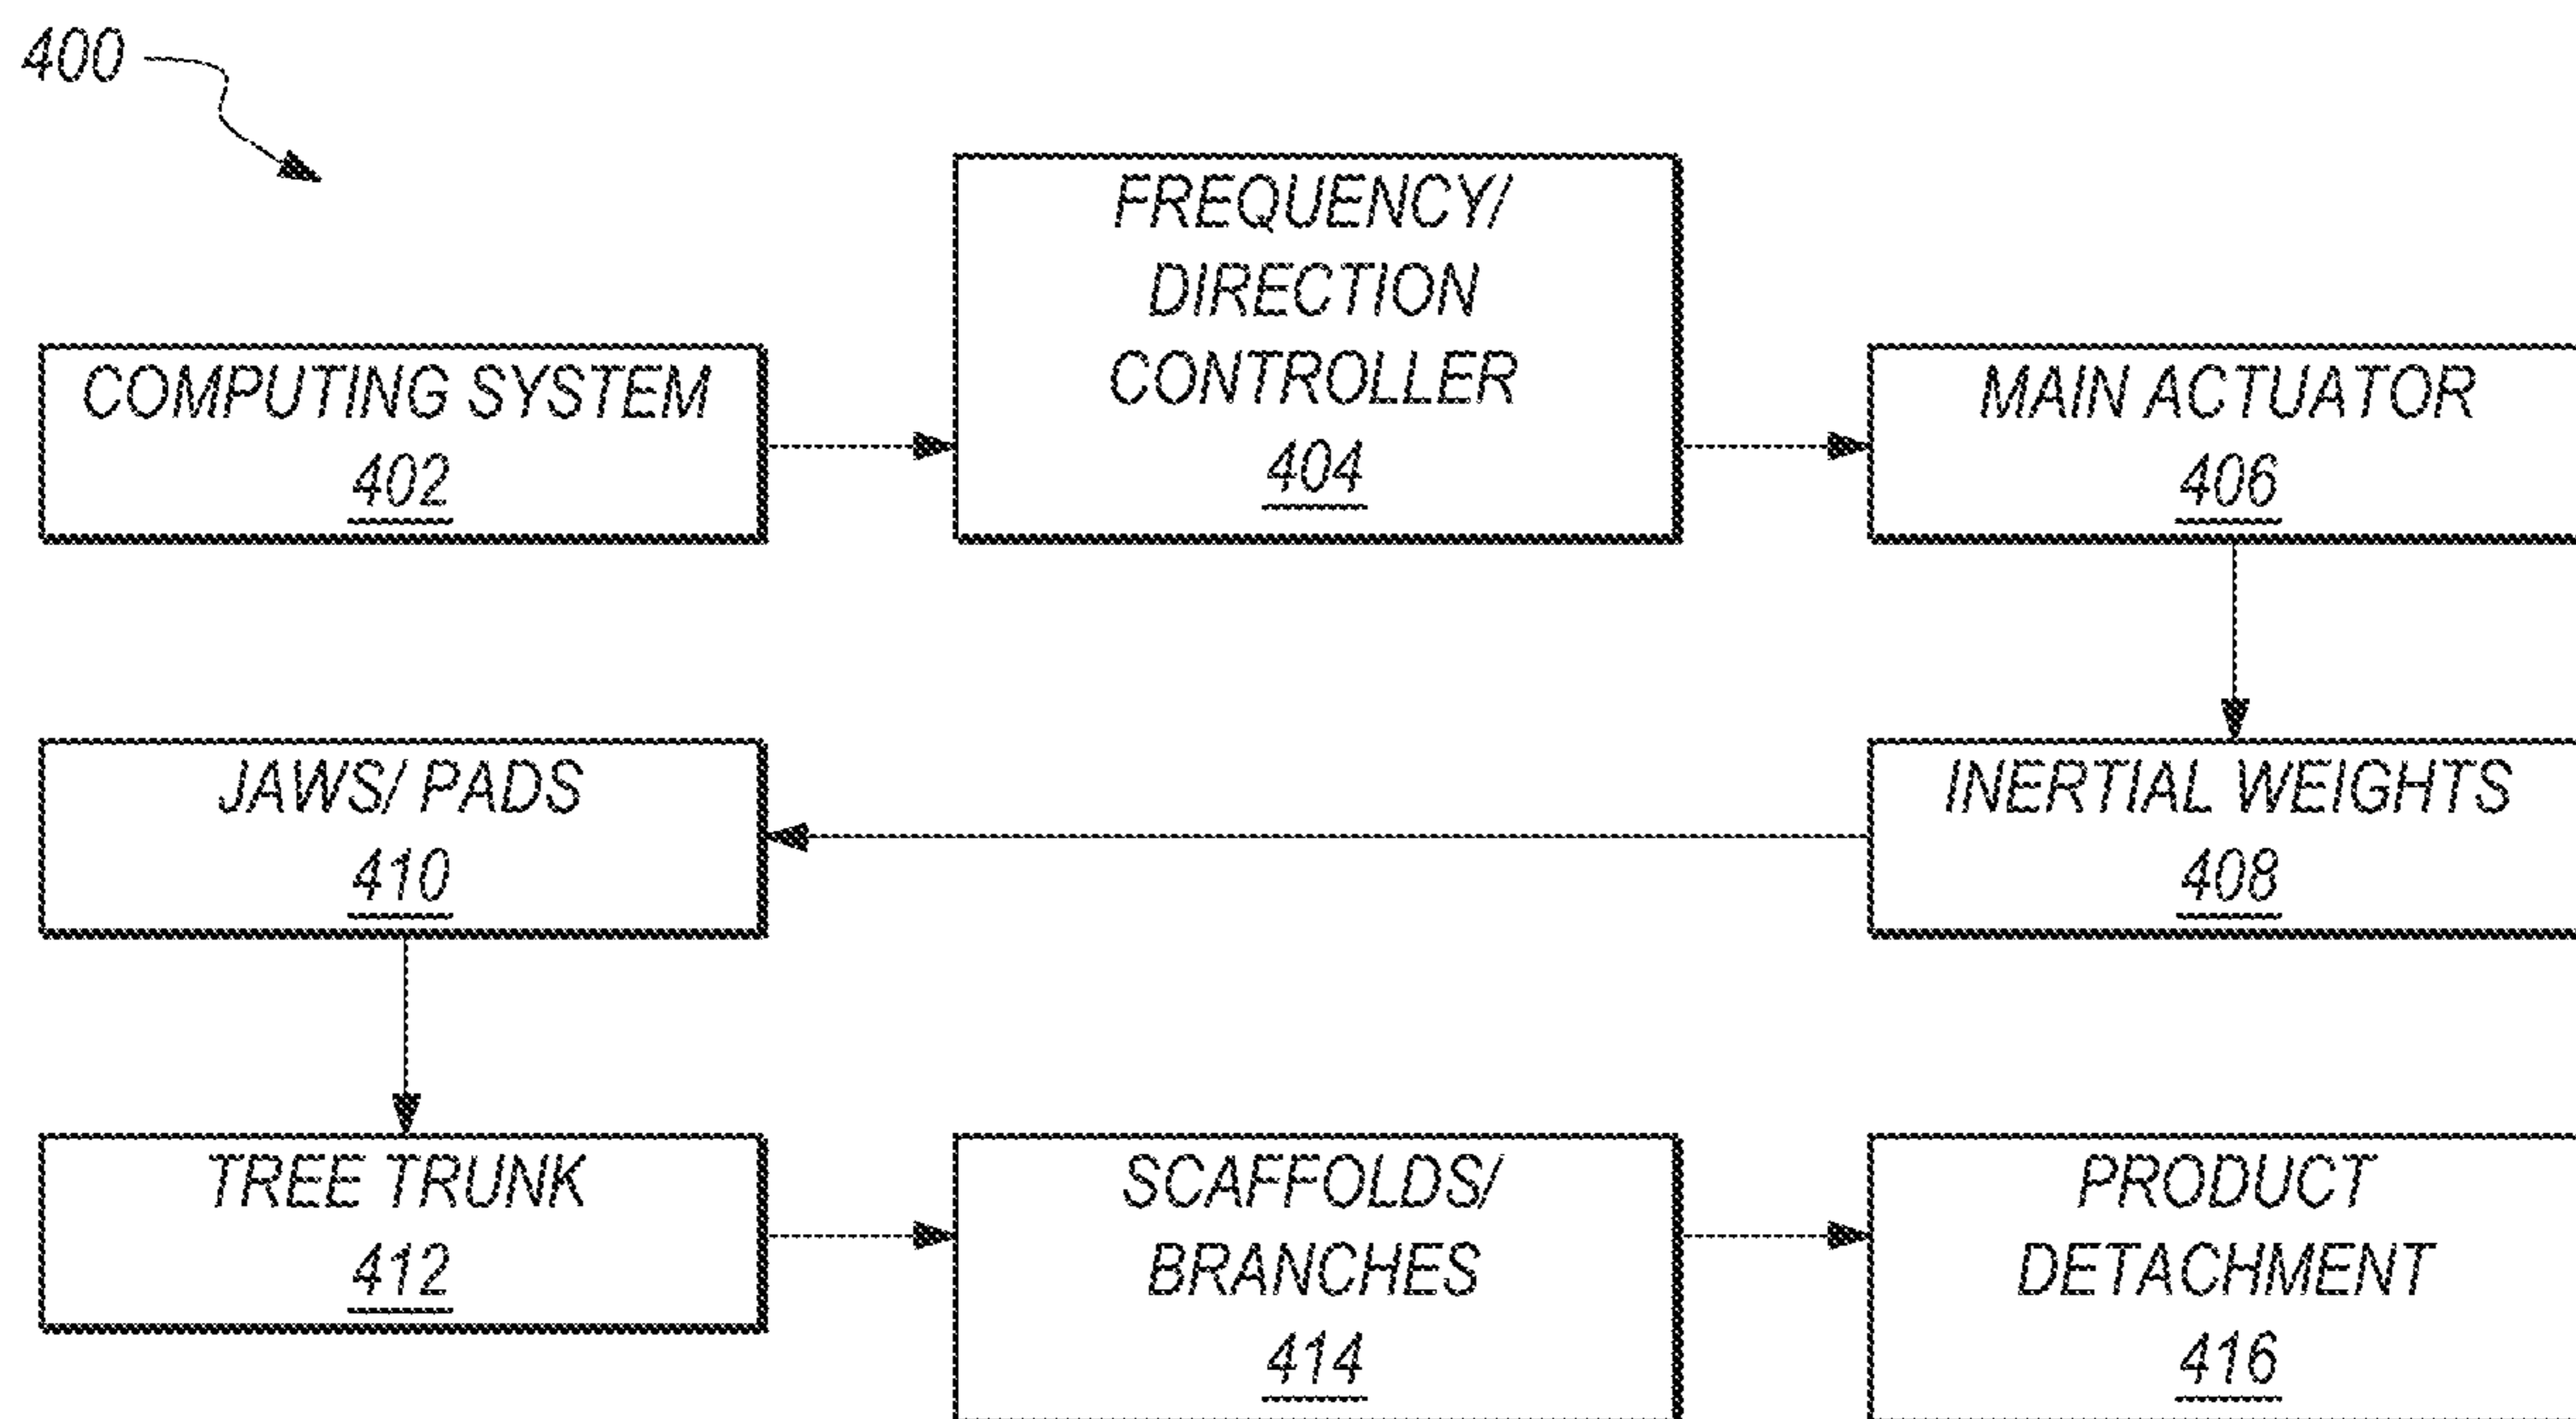 400
FREQUENCY/
DIRECTION
CONTROLLER
404
COMPUTING SYSTEM
402
MAIN ACTUATOR
406
JAWS/ PADS
410
INERTIAL WEIGHTS
408
TREE TRUNK
412
SCAFFOLDS/
BRANCHES
414
PRODUCT
DETACHMENT
416